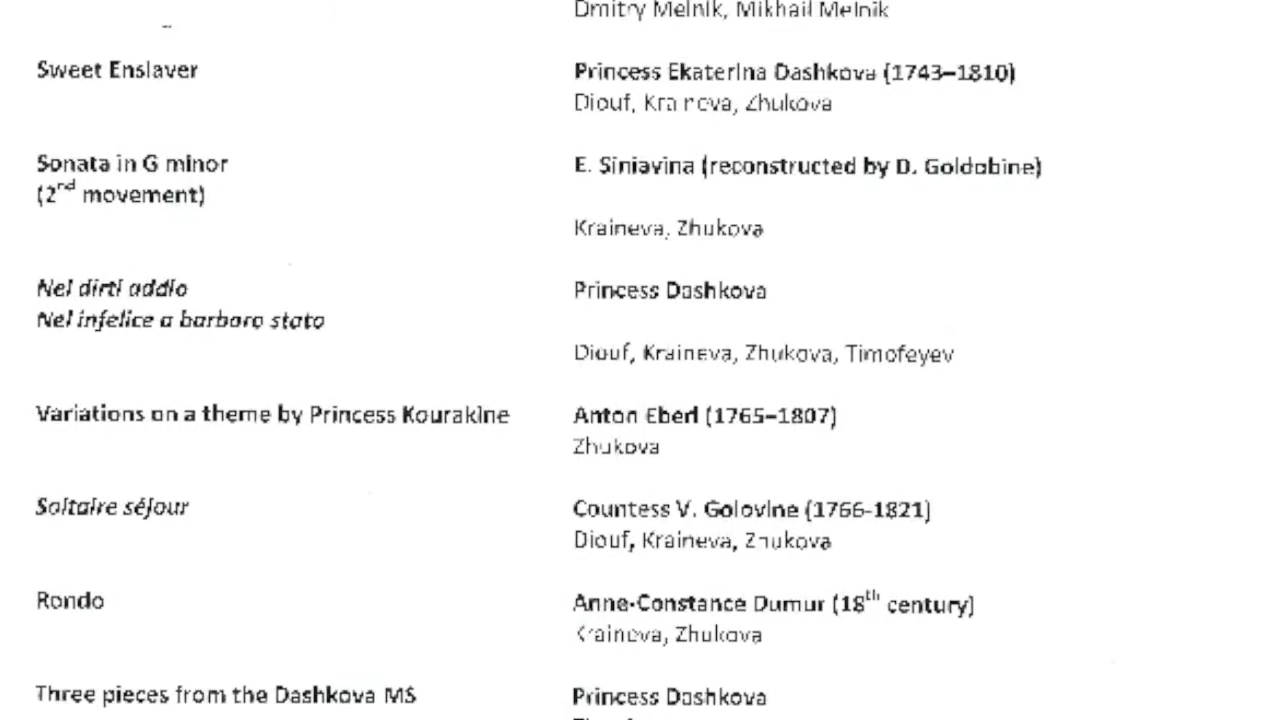 Dmitry Melnik, Mikhail Melnik
Sweet Enslaver
Princess Ekaterina Dashkova (1743–1810)
Diouf, Kraineva, Zhukova
Sonata in G minor
(2nd movement)
E. Siniavina (reconstructed by D. Goldobine)
Kraineva, Zhukova
Nel dirti addio
Nel infelice a barbaro stato
Princess Dashkova
Diouf, Kraineva, Zhukova, Timofeyev
Variations on a theme by Princess Kourakine
Anton Eberl (1765–1807)
Zhukova
Soltaire séjour
Countess V. Golovine (1766-1821)
Diouf, Kraineva, Zhukova
Rondo
Anne-Constance Dumur (18th century)
Kraineva, Zhukova
Three pieces from the Dashkova MS
Princess Dashkova